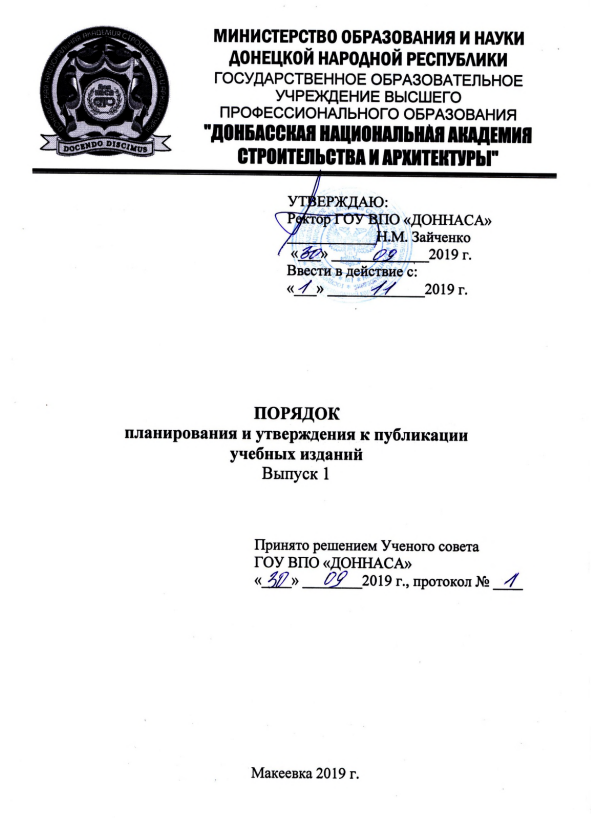 МИНИСТЕРСТВО ОБРАЗОВАНИЯ И НАУКИ
ДОНЕЦКОЙ НАРОДНОЙ РЕСПУБЛИКИ
ГОСУДАРСТВЕННОЕ ОБРАЗОВАТЕЛЬНОЕ
УЧРЕЖДЕНИЕ ВЫСШЕГО
ПРОФЕССИОНАЛЬНОГО ОБРАЗОВАНИЯ
"ДОНБАССКАЯ НАЦИОНАЛЬНАЯ АКАДЕМИЯ
СТРОИТЕЛЬСТВА И АРХИТЕКТУРЫ"
DOCENDO DISCIMUS
УТВЕРЖДАЮ:
Ректор ГОУ ВПО «ДОННАСА»
____________Н.М. Зайченко
«30» 09 2019 г.
Ввести в действие с:
«1» 11 2019 г.
ПОРЯДОК
планирования и утверждения к публикации
учебных изданий
Выпуск 1
Принято решением Ученого совета
ГОУ ВПО «ДОННАСА»
«30» 09 2019 г., протокол № 1
Макеевка 2019 г.